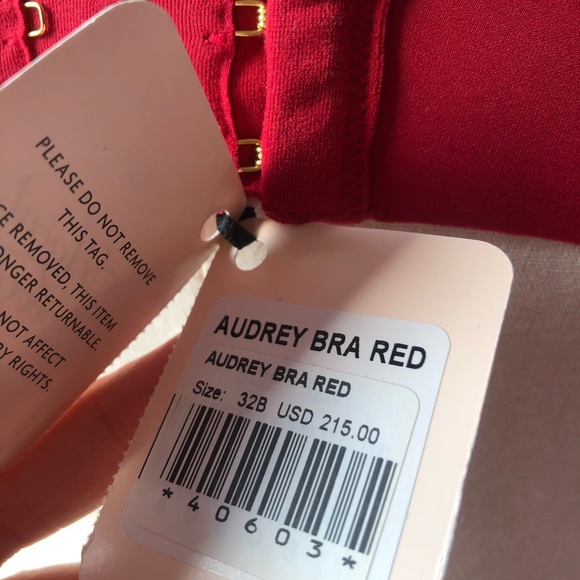 PLEASE DO NOT REMOVE
THIS TAG.
REMOVED, THIS ITEM
LONGER RETURNABLE.
NOT AFFECT
RIGHTS.
AUDREY BRA RED
AUDREY BRA RED
Size: 32B USD 215.00
*40603*